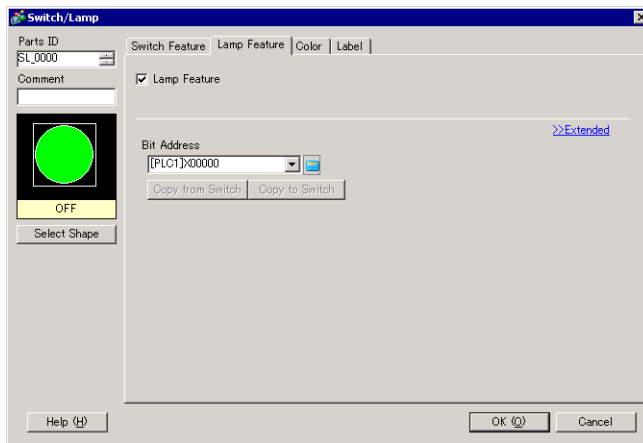 Switch/Lamp
Parts ID
SL_0000
Comment
OFF
Select Shape
Switch Feature Lamp Feature Color Label
Lamp Feature
>>Extended
Bit Address
[PLC1]X00000
Copy from Switch Copy to Switch
Help (H) OK (O) Cancel